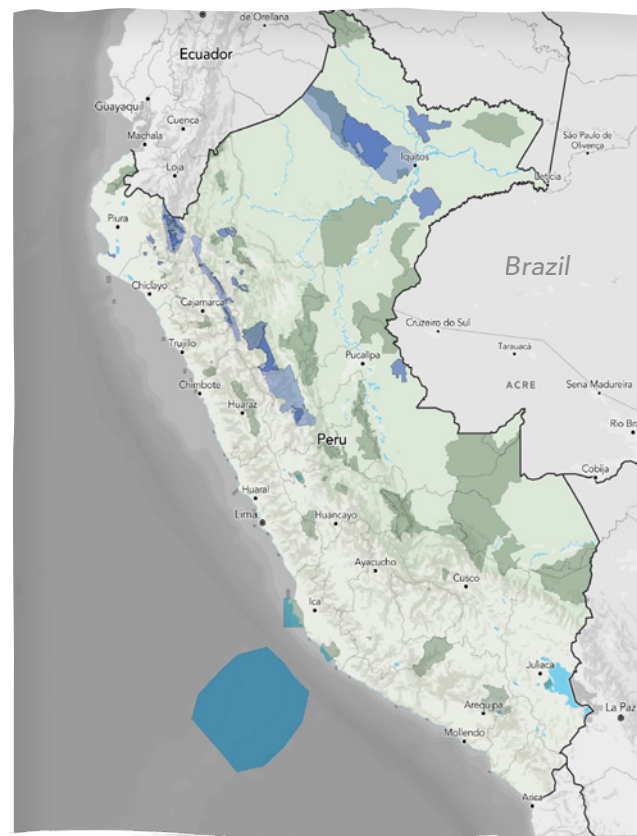 de Orellana
Ecuador
Guayaquil
Cuenca
Machala
Loja
São Paulo de
Olivença
Iquitos
Leticia
Piura
Brazil
Chiclayo
Cajamarca
Cruzeiro do Sul
Trujillo
Tarauacá
Pucallpa
Chimbote
ACRE
Sena Madureira
Huaraz
Rio Bra
Peru
Cobija
Huaral
Lima
Huancayo
Ayacucho
Cusco
Ica
Juliaca
Arequipa
La Paz
Mollendo
Arica